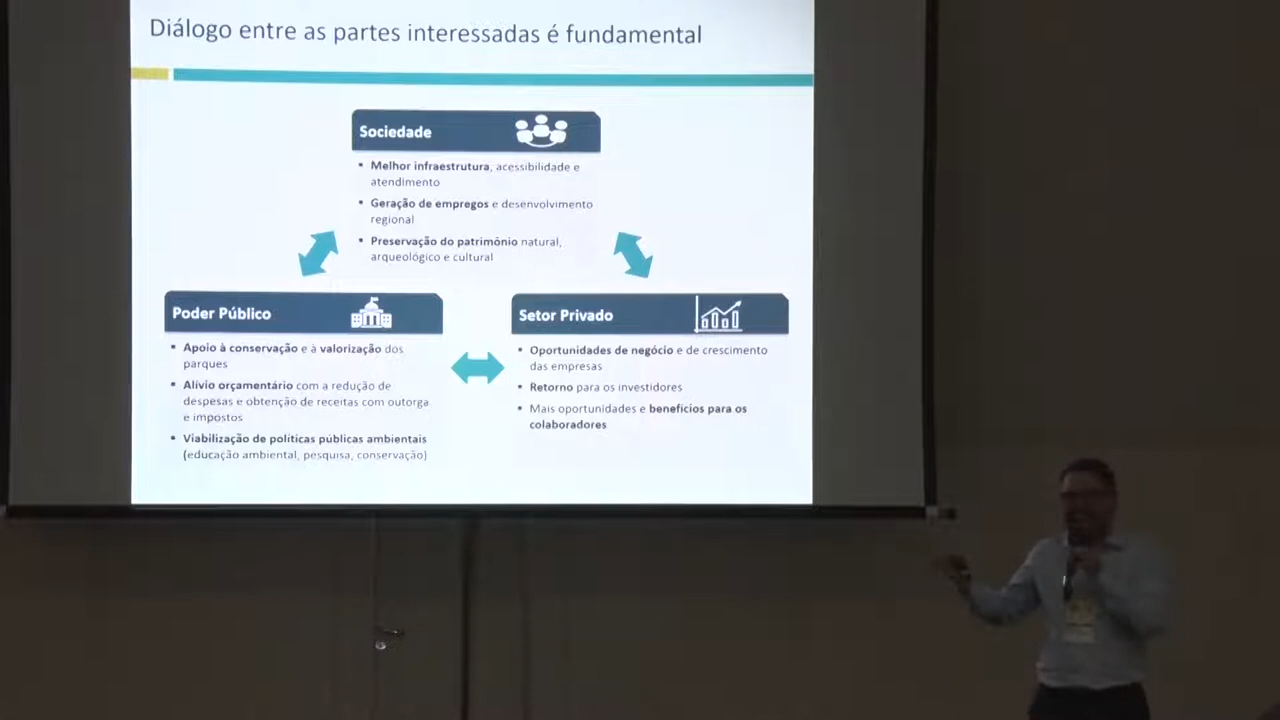 Diálogo entre as partes interessadas é fundamental
Sociedade
▪ Melhor infraestrutura, acessibilidade e
atendimento
▪ Geração de empregos e desenvolvimento
regional
▪ Preservação do patrimônio natural,
arqueológico e cultural
Poder Público
▪ Apoio à conservação e à valorização dos
parques
▪ Alívio orçamentário com a redução de
despesas e obtenção de receitas com outorga
e impostos
▪ Viabilização de políticas públicas ambientais
(educação ambiental, pesquisa, conservação)
Setor Privado
▪ Oportunidades de negócio e de crescimento
das empresas
▪ Retorno para os investidores
▪ Mais oportunidades e benefícios para os
colaboradores